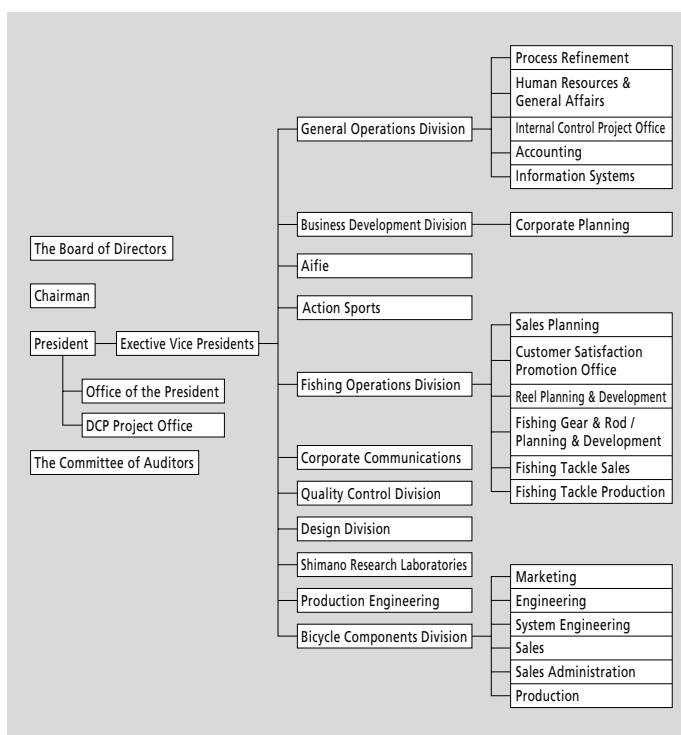 The Board of Directors
Chairman
President
Exective Vice Presidents
Office of the President
DCP Project Office
The Committee of Auditors
General Operations Division
Process Refinement
Human Resources &
General Affairs
Internal Control Project Office
Accounting
Information Systems
Business Development Division
Corporate Planning
Aifie
Action Sports
Fishing Operations Division
Sales Planning
Customer Satisfaction
Promotion Office
Reel Planning & Development
Fishing Gear & Rod /
Planning & Development
Fishing Tackle Sales
Fishing Tackle Production
Corporate Communications
Quality Control Division
Design Division
Shimano Research Laboratories
Production Engineering
Bicycle Components Division
Marketing
Engineering
System Engineering
Sales
Sales Administration
Production